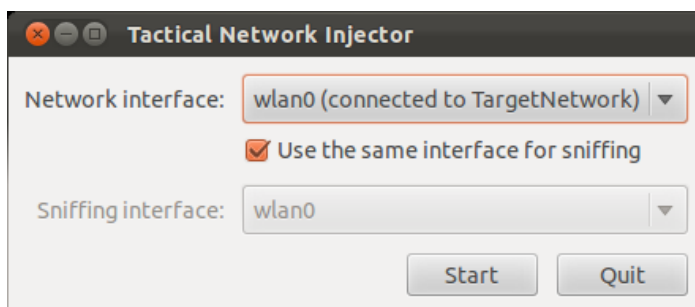 Tactical Network Injector
Network interface: wlan0 (connected to TargetNetwork)
Use the same interface for sniffing
Sniffing interface: wlan0
Start Quit